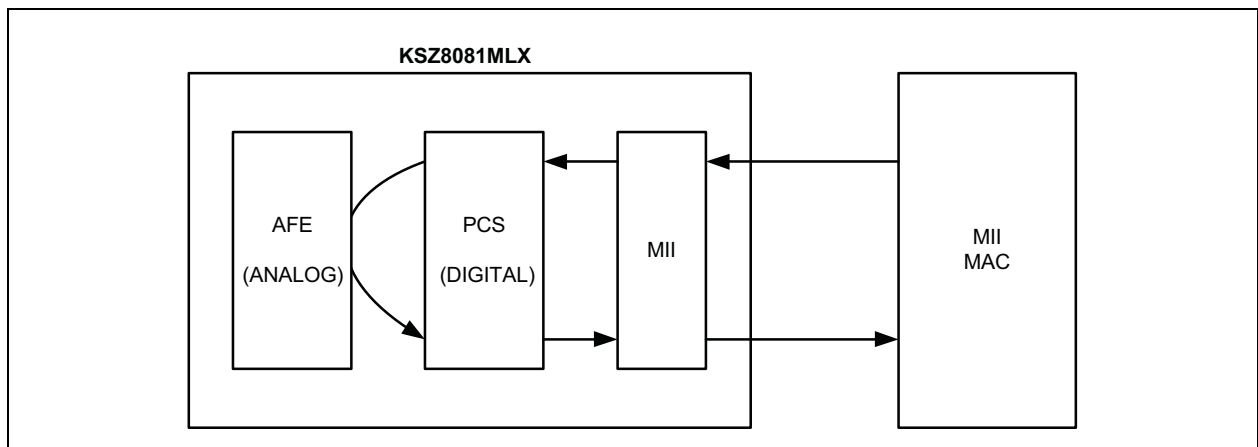 KSZ8081MLX
AFE
(ANALOG)
PCS
(DIGITAL)
MII
MII
MAC